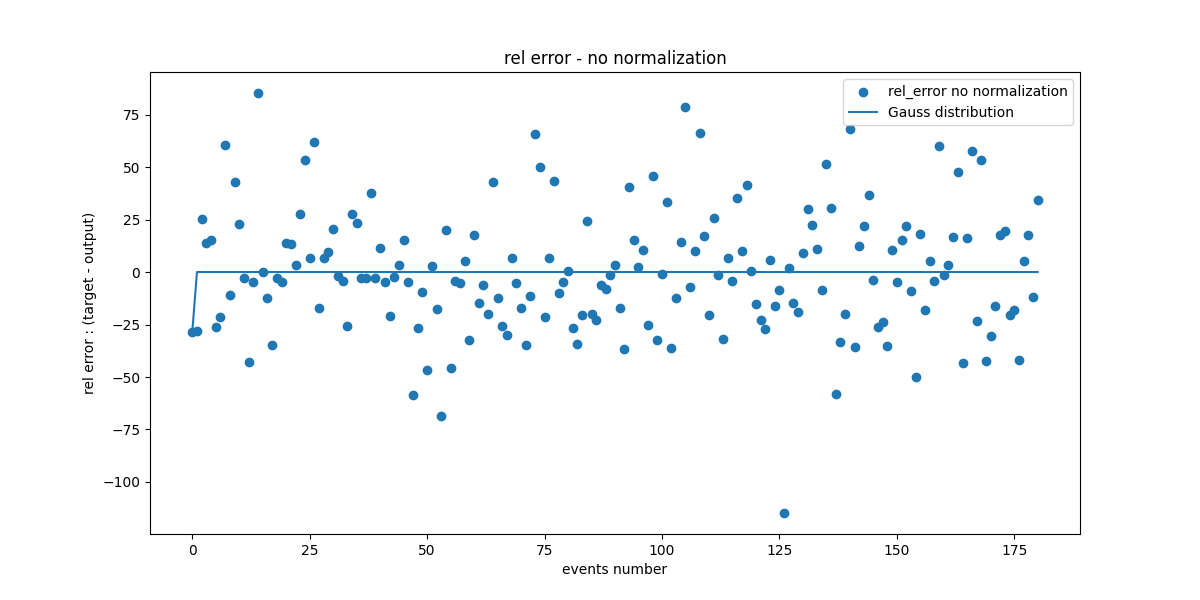 rel error - no normalization
rel_error no normalization
Gauss distribution
75
50
25
0
−25
−50
−75
−100
rel error : (target - output)
0 25 50 75 100 125 150 175
events number